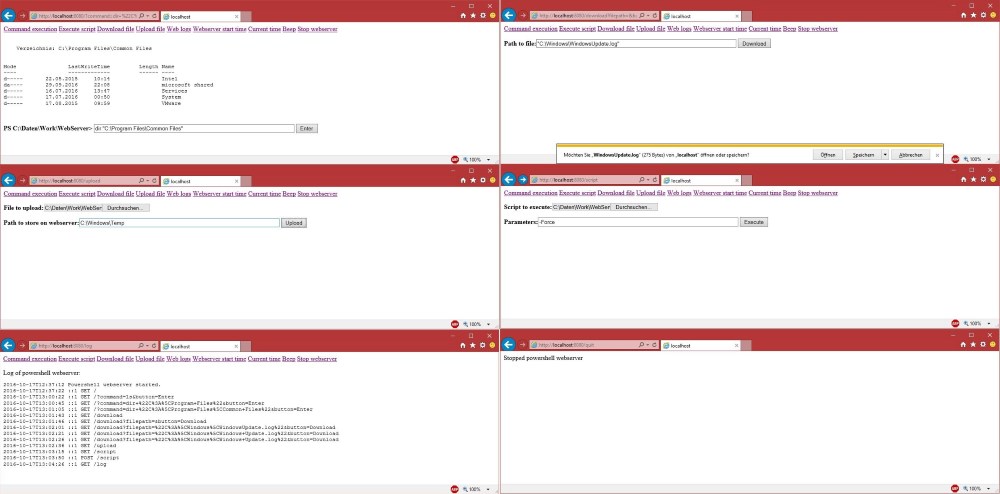 http://localhost:8080/?command=dir+%22C%
localhost
Command execution Execute script Download file Upload file Web logs Webserver start time Current time Beep Stop webserver
Verzeichnis: C:\Program Files\Common Files
Mode LastWriteTime Length Name
---- ------------- ------ ----
d----- 22.05.2015 10:14 Intel
da---- 29.09.2016 22:08 microsoft shared
d----- 16.07.2016 13:47 Services
d----- 17.07.2016 00:50 System
d----- 17.08.2015 09:59 VMware
PS C:\Daten\Work\WebServer> dir "C:\Program Files\Common Files" Enter
100%
localhost
Command execution Execute script Download file Upload file Web logs Webserver start time Current time Beep Stop webserver
Path to file: "C:\Windows\WindowsUpdate.log" Download
Möchten Sie „WindowsUpdate.log" (275 Bytes) von „localhost" öffnen oder speichern? Öffnen Speichern Abbrechen
100%
http://localhost:8080/upload
localhost
Command execution Execute script Download file Upload file Web logs Webserver start time Current time Beep Stop webserver
File to upload: C:\Daten\Work\WebSer Durchsuchen...
Path to store on webserver: C:\Windows\Temp Upload
100%
http://localhost:8080/script
localhost
Command execution Execute script Download file Upload file Web logs Webserver start time Current time Beep Stop webserver
Script to execute: C:\Daten\Work\WebSer Durchsuchen...
Parameters: -Force Execute
100%
http://localhost:8080/log
localhost
Command execution Execute script Download file Upload file Web logs Webserver start time Current time Beep Stop webserver
Log of powershell webserver:
2016-10-17T12:57:12 Powershell webserver started.
2016-10-17T12:57:22 ::1 GET /
2016-10-17T13:00:22 ::1 GET /?command=ls&button=Enter
2016-10-17T13:00:45 ::1 GET /?command=dir+%22C%3A%5CProgram+Files%22&button=Enter
2016-10-17T13:01:05 ::1 GET /?command=dir+%22C%3A%5CProgram+Files%5CCommon+Files%22&button=Enter
2016-10-17T13:01:43 ::1 GET /download
2016-10-17T13:01:46 ::1 GET /download?filepath=&button=Download
2016-10-17T13:02:01 ::1 GET /download?filepath=%22C%3A%5CWindows%5CWindowsUpdate.log%22&button=Download
2016-10-17T13:02:21 ::1 GET /download?filepath=%22C%3A%5CWindows%5CWindows+Update.log%22&button=Download
2016-10-17T13:02:26 ::1 GET /download?filepath=%22C%3A%5CWindows%5CWindows+Update.log%22&button=Download
2016-10-17T13:02:36 ::1 GET /upload
2016-10-17T13:03:15 ::1 GET /script
2016-10-17T13:03:50 ::1 POST /script
2016-10-17T13:04:26 ::1 GET /log
100%
http://localhost:8080/quit
localhost
Stopped powershell webserver
100%